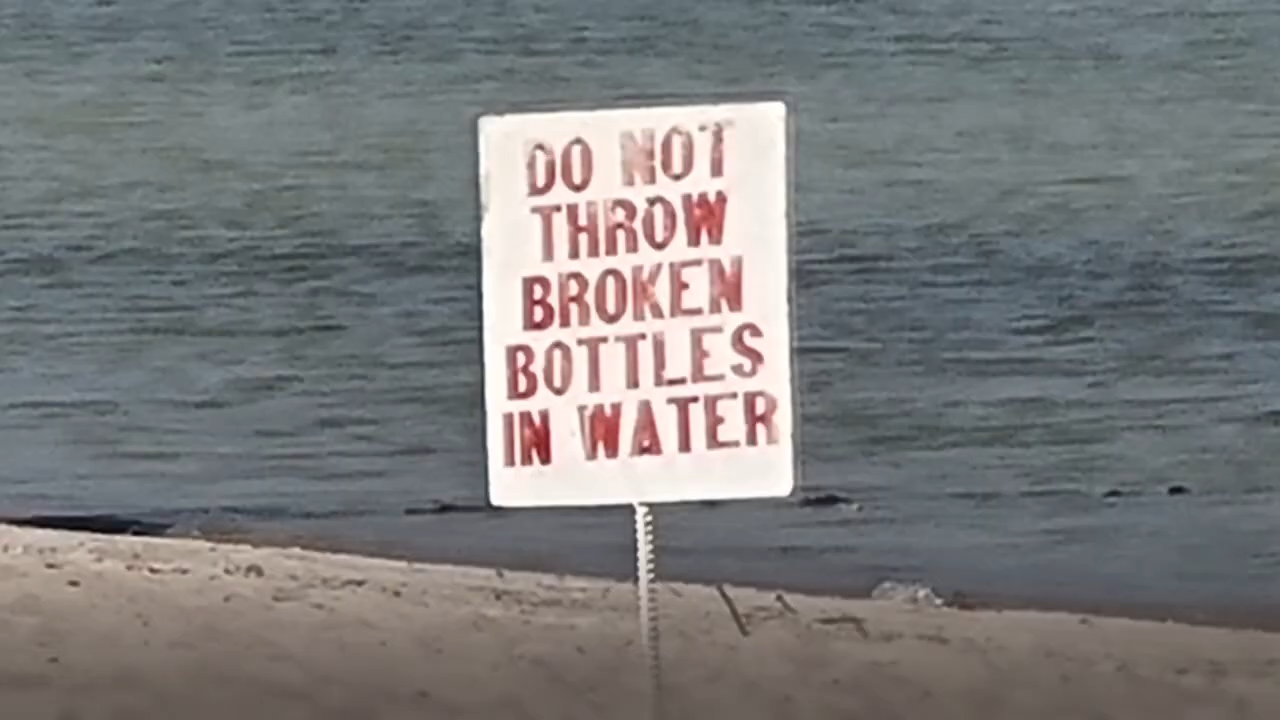 DO NOT
THROW
BROKEN
BOTTLES
IN WATER